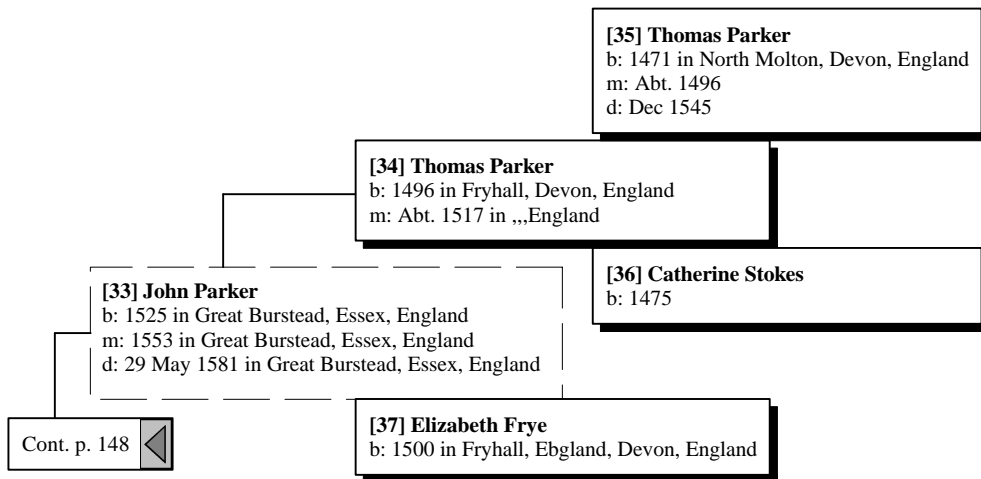 [35] Thomas Parker
b: 1471 in North Molton, Devon, England
m: Abt. 1496
d: Dec 1545
[34] Thomas Parker
b: 1496 in Fryhall, Devon, England
m: Abt. 1517 in ,,,England
[36] Catherine Stokes
b: 1475
[33] John Parker
b: 1525 in Great Burstead, Essex, England
m: 1553 in Great Burstead, Essex, England
d: 29 May 1581 in Great Burstead, Essex, England
[37] Elizabeth Frye
b: 1500 in Fryhall, Ebgland, Devon, England
Cont. p. 148